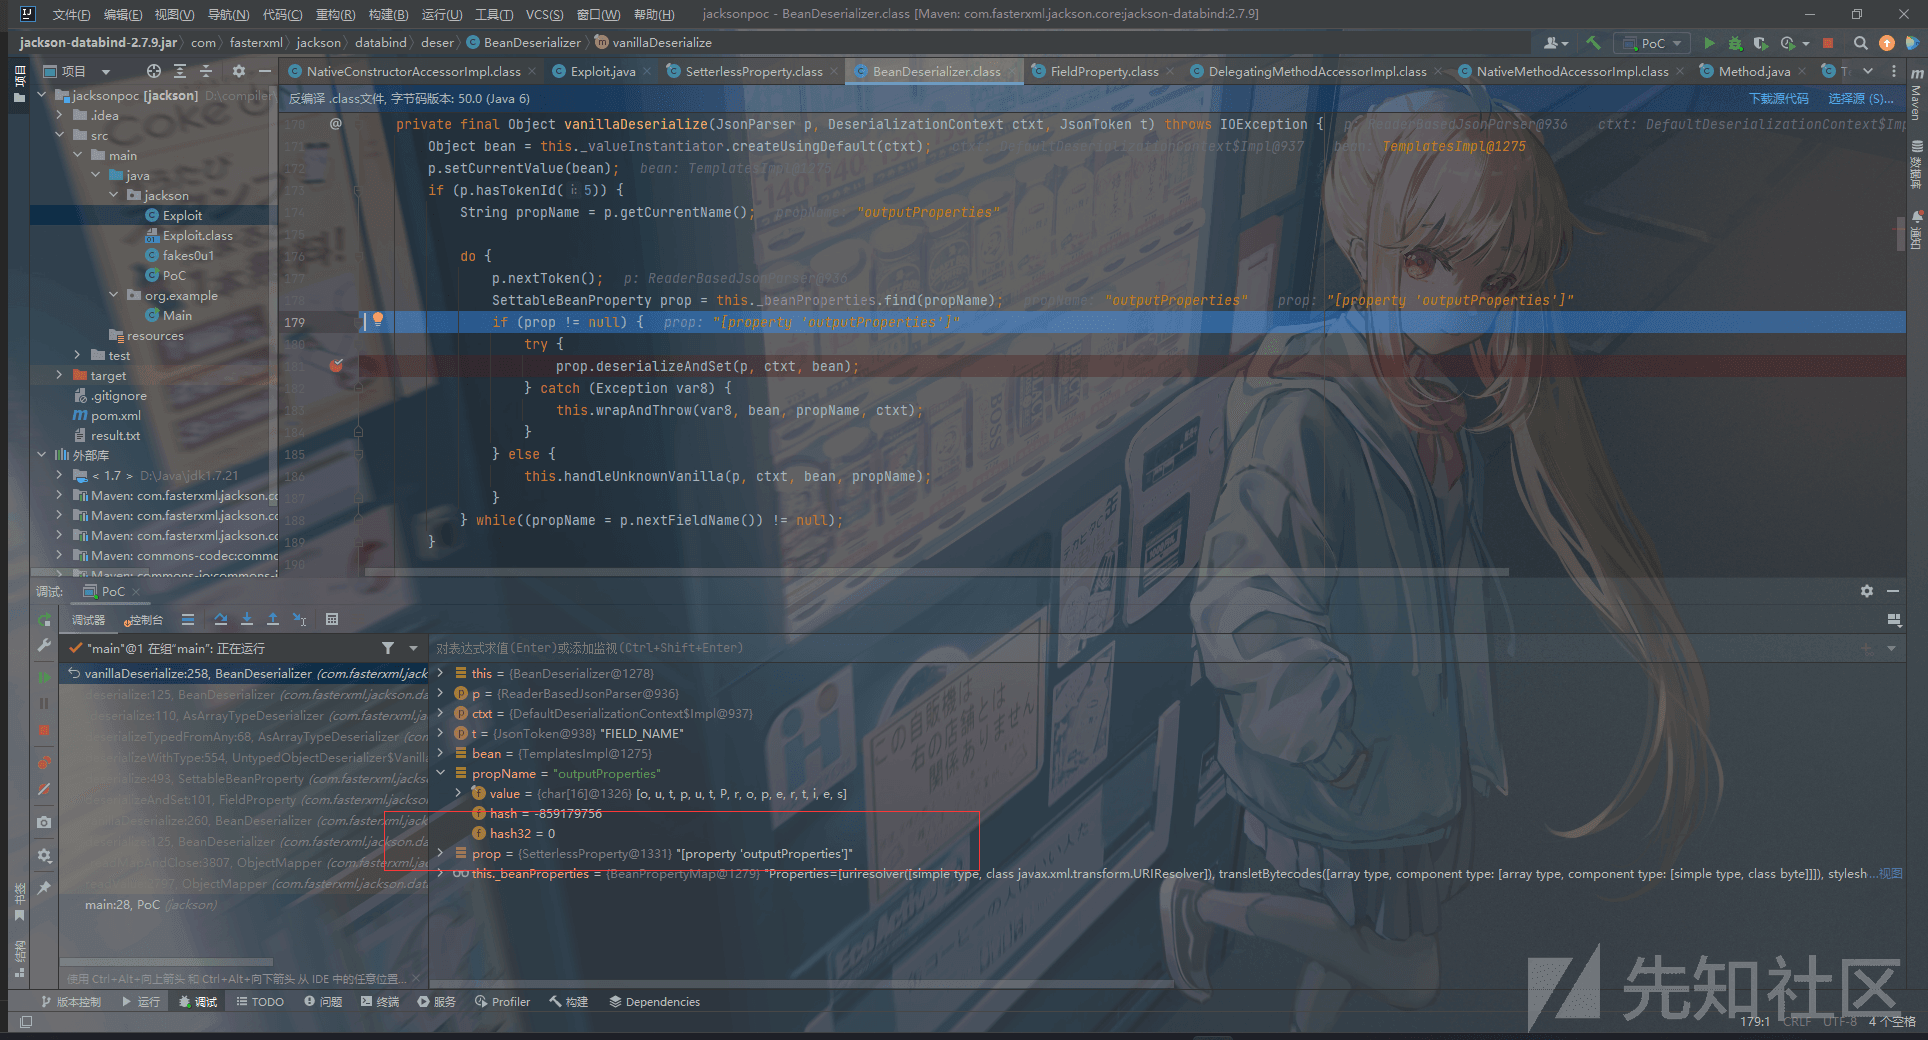 文件(F) 编辑(E) 视图(V) 导航(N) 代码(C) 重构(R) 构建(B) 运行(U) 工具(T) VCS(S) 窗口(W) 帮助(H) jacksonpoc - BeanDeserializer.class [Maven: com.fasterxml.jackson.core:jackson-databind:2.7.9]
jackson-databind-2.7.9.jar com fasterxml jackson databind deser BeanDeserializer vanillaDeserialize PoC
项目 NativeConstructorAccessorImpl.class Exploit.java SetterlessProperty.class BeanDeserializer.class FieldProperty.class DelegatingMethodAccessorImpl.class NativeMethodAccessorImpl.class Method.java
jacksonpoc [jackson] D:\compiler
反编译 .class文件, 字节码版本: 50.0 (Java 6) 下载源代码 选择源 (S)...
.idea
src
main
java
jackson
Exploit
Exploit.class
fakes0u1
PoC
org.example
Main
resources
test
target
.gitignore
pom.xml
result.txt
外部库
< 1.7 > D:\Java\jdk1.7.21
Maven: com.fasterxml.jackson.co
Maven: com.fasterxml.jackson.co
Maven: com.fasterxml.jackson.co
Maven: commons-codec:commo
Maven: commons-io:commons-i
170 private final Object vanillaDeserialize(JsonParser p, DeserializationContext ctxt, JsonToken t) throws IOException { p: ReaderBasedJsonParser@936 ctxt: DefaultDeserializationContext$Imp
171 Object bean = this._valueInstantiator.createUsingDefault(ctxt); ctxt: DefaultDeserializationContext$Impl@937 bean: TemplatesImpl@1275
172 p.setCurrentValue(bean); bean: TemplatesImpl@1275
173 if (p.hasTokenId( i: 5)) {
174 String propName = p.getCurrentName(); propName: "outputProperties"
175
176 do {
177 p.nextToken(); p: ReaderBasedJsonParser@936
178 SettableBeanProperty prop = this._beanProperties.find(propName); propName: "outputProperties" prop: "[property 'outputProperties']"
179 if (prop != null) { prop: "[property 'outputProperties']"
180 try {
181 prop.deserializeAndSet(p, ctxt, bean);
182 } catch (Exception var8) {
183 this.wrapAndThrow(var8, bean, propName, ctxt);
184 }
185 } else {
186 this.handleUnknownVanilla(p, ctxt, bean, propName);
187 }
188 } while((propName = p.nextFieldName()) != null);
189 }
190
Maven
数据库
通知
调试: PoC
调试器 控制台
"main"@1 在组"main": 正在运行
对表达式求值(Enter)或添加监视(Ctrl+Shift+Enter)
vanillaDeserialize:258, BeanDeserializer (com.fasterxml.jack
deserialize:125, BeanDeserializer (com.fasterxml.jackson.da
deserialize:110, AsArrayTypeDeserializer (com.fasterxml.jack
deserializeTypedFromAny:68, AsArrayTypeDeserializer (com.fasterxml
deserializeWithType:554, UntypedObjectDeserializer$Vanilla
deserialize:493, SettableBeanProperty (com.fasterxml.jackso
deserializeAndSet:101, FieldProperty (com.fasterxml.jackson
vanillaDeserialize:260, BeanDeserializer (com.fasterxml.jack
deserialize:125, BeanDeserializer (com.fasterxml.jackson.da
_readMapAndClose:3807, ObjectMapper (com.fasterxml.jac
readValue:2797, ObjectMapper (com.fasterxml.jackson.dat
main:28, PoC (jackson)
this = {BeanDeserializer@1278}
p = {ReaderBasedJsonParser@936}
ctxt = {DefaultDeserializationContext$Impl@937}
t = {JsonToken@938} "FIELD_NAME"
bean = {TemplatesImpl@1275}
propName = "outputProperties"
value = {char[16]@1326} [o, u, t, p, u, t, P, r, o, p, e, r, t, i, e, s]
hash = -859179756
hash32 = 0
prop = {SetterlessProperty@1331} "[property 'outputProperties']"
this._beanProperties = {BeanPropertyMap@1279} "Properties=[uriresolver([simple type, class javax.xml.transform.URIResolver]), transletBytecodes([array type, component type: [array type, component type: [simple type, class byte]]]), stylesh ...视图
书签
结构
使用 Ctrl+Alt+向上箭头 和 Ctrl+Alt+向下箭头 从 IDE 中的任意位置...
版本控制 运行 调试 TODO 问题 终端 服务 Profiler 构建 Dependencies
179:1 CRLF UTF-8 4 个空格
先知社区